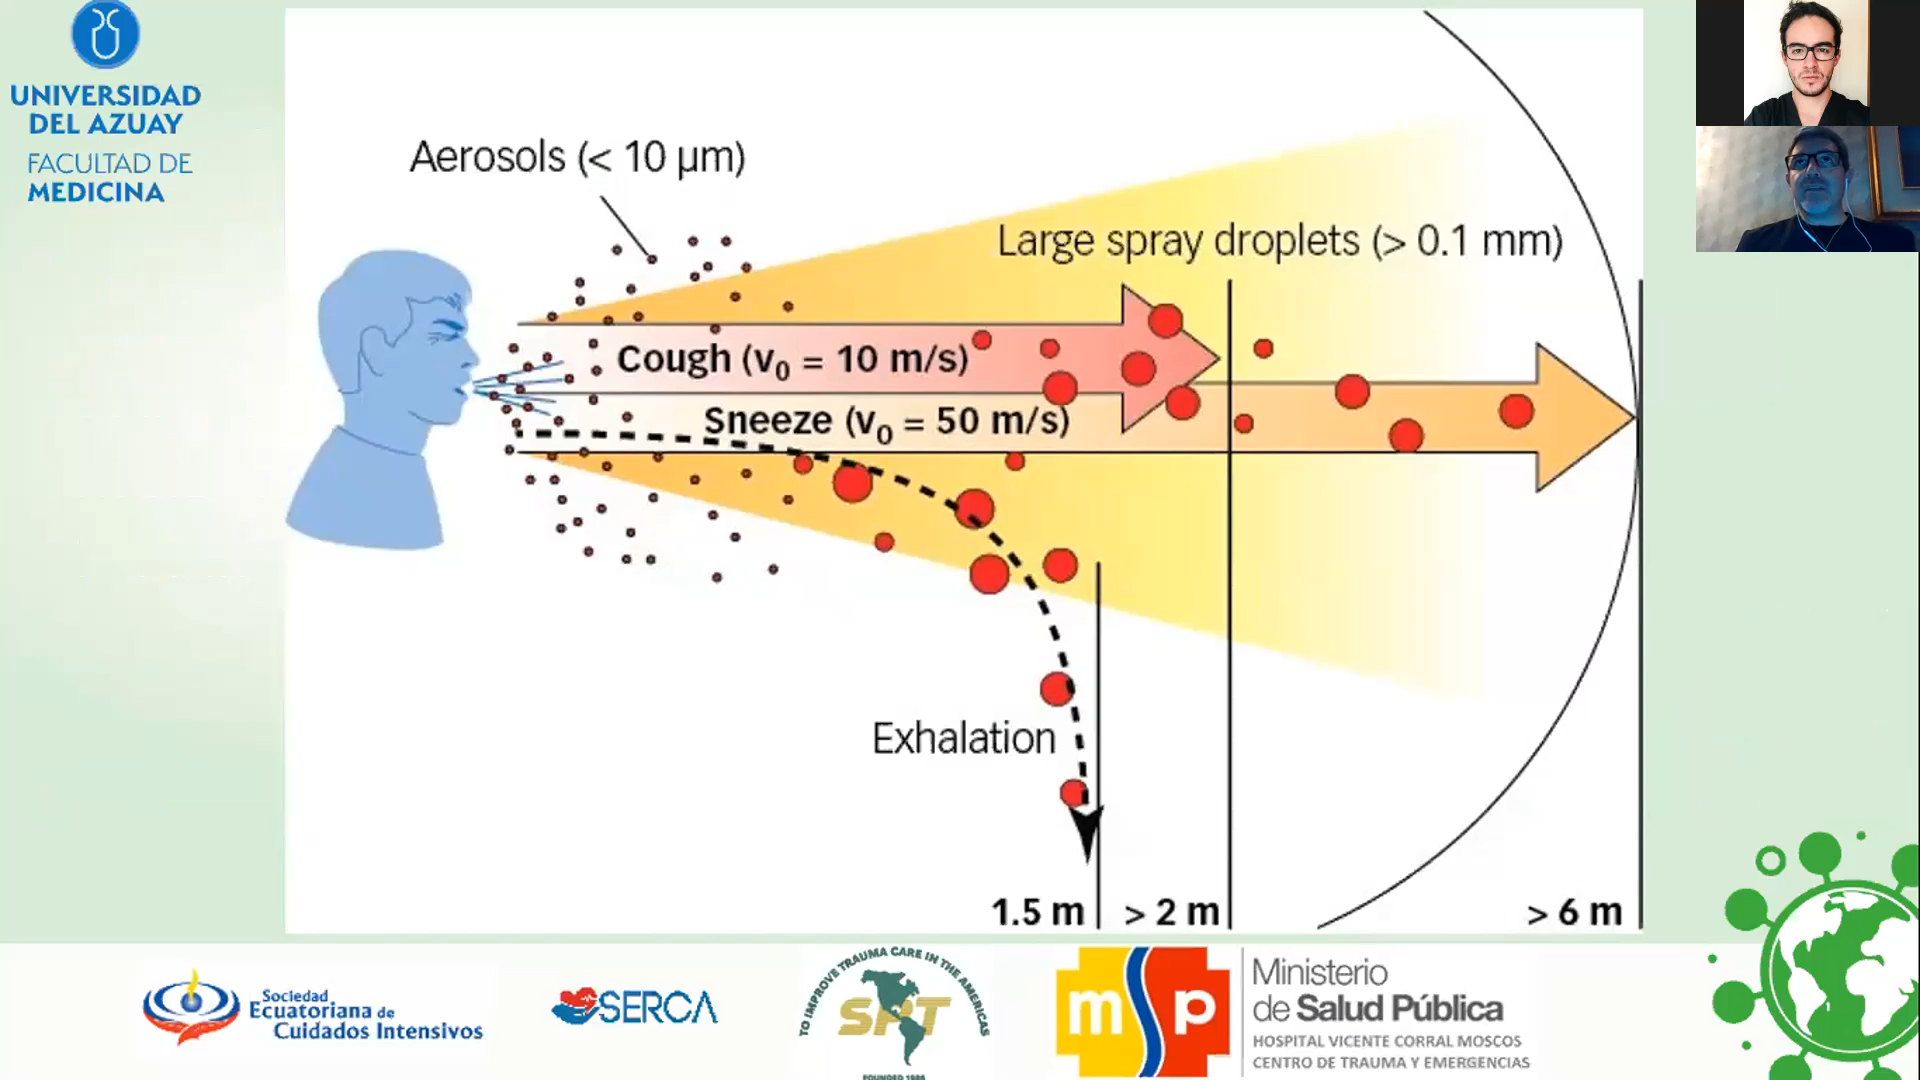 UNIVERSIDAD
DEL AZUAY
FACULTAD DE
MEDICINA
Aerosols (< 10 µm)
Large spray droplets (> 0.1 mm)
Cough (v₀ = 10 m/s)
Sneeze (v₀ = 50 m/s)
Exhalation
1.5 m
> 2 m
> 6 m
Sociedad
Ecuatoriana de
Cuidados Intensivos
SERCA
TO IMPROVE TRAUMA CARE IN THE AMERICAS
SPT
FOUNDED 1986
msp
Ministerio
de Salud Pública
HOSPITAL VICENTE CORRAL MOSCOS
CENTRO DE TRAUMA Y EMERGENCIAS